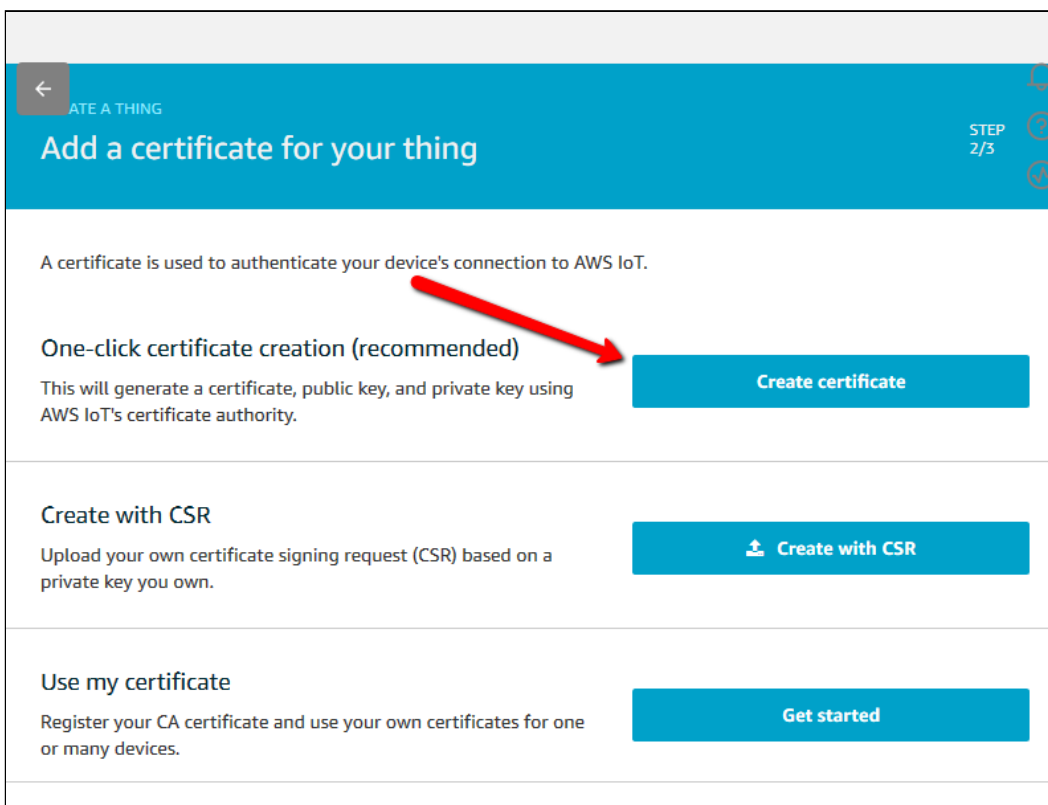 ATE A THING
Add a certificate for your thing
STEP
2/3
A certificate is used to authenticate your device's connection to AWS IoT.
One-click certificate creation (recommended)
This will generate a certificate, public key, and private key using
AWS IoT's certificate authority.
Create certificate
Create with CSR
Upload your own certificate signing request (CSR) based on a
private key you own.
Create with CSR
Use my certificate
Register your CA certificate and use your own certificates for one
or many devices.
Get started